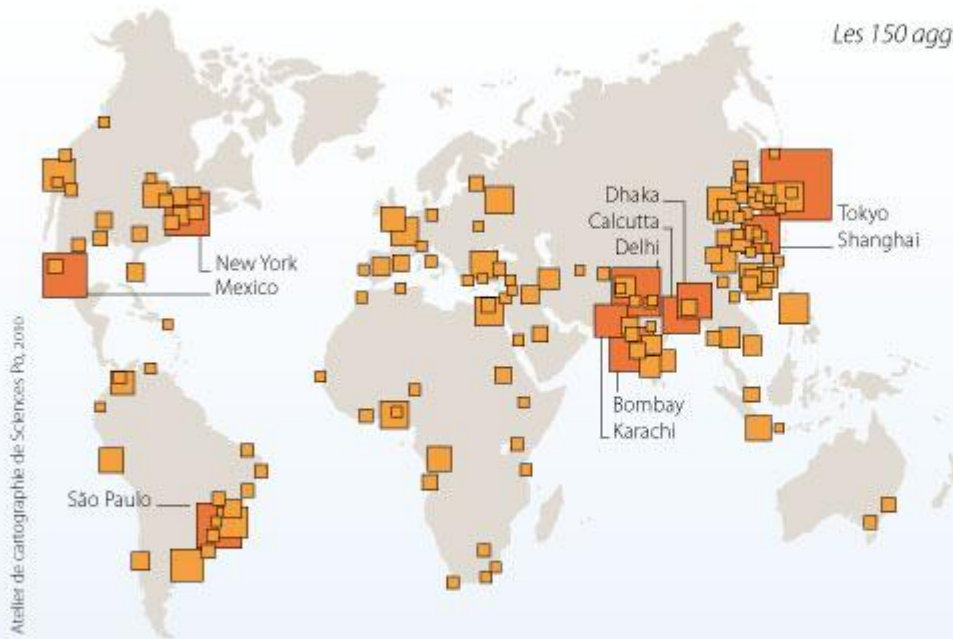 Les 150 agg
Dhaka
Calcutta
Delhi
Tokyo
Shanghai
New York
Mexico
Bombay
Karachi
São Paulo
Atelier de cartographie de Sciences Po, 2010